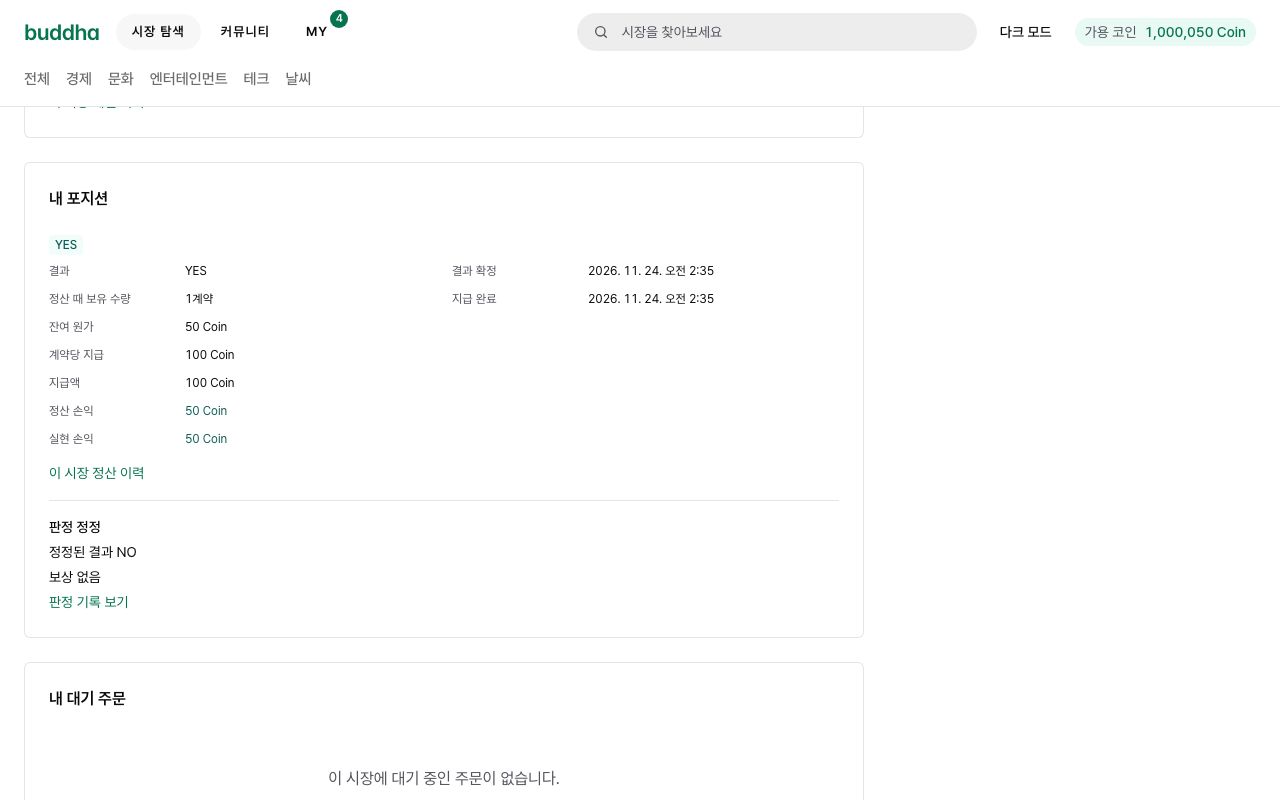 buddha
시장 탐색
커뮤니티
MY
4
시장을 찾아보세요
다크 모드
가용 코인 1,000,050 Coin
전체 경제 문화 엔터테인먼트 테크 날씨
내 포지션
YES
결과 YES
결과 확정 2026. 11. 24. 오전 2:35
정산 때 보유 수량 1계약
지급 완료 2026. 11. 24. 오전 2:35
잔여 원가 50 Coin
계약당 지급 100 Coin
지급액 100 Coin
정산 손익 50 Coin
실현 손익 50 Coin
이 시장 정산 이력
판정 정정
정정된 결과 NO
보상 없음
판정 기록 보기
내 대기 주문
이 시장에 대기 중인 주문이 없습니다.